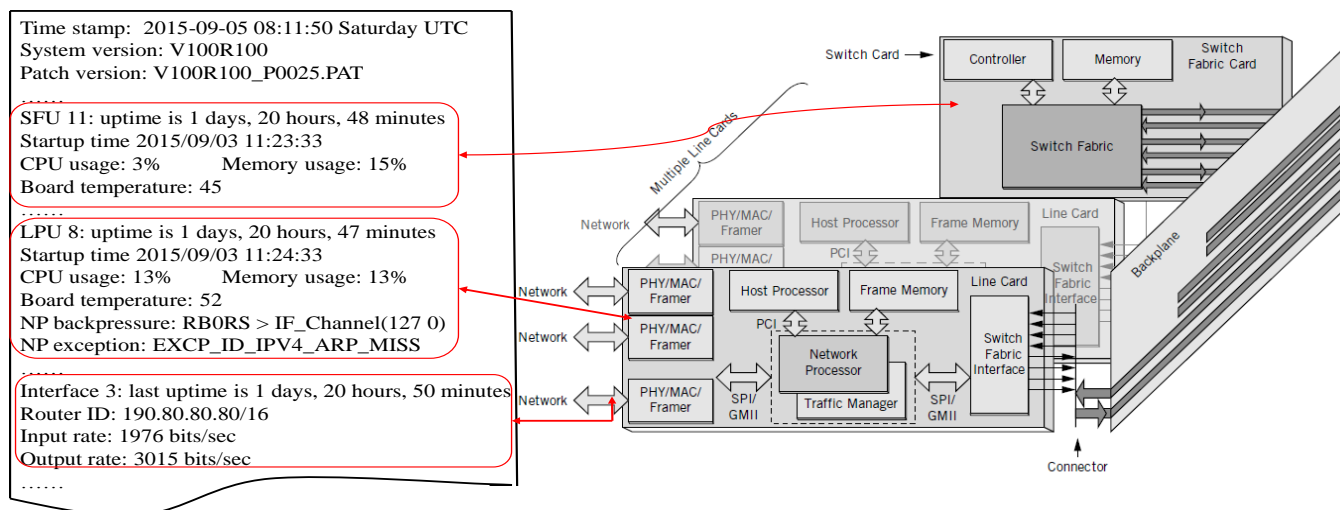 Time stamp: 2015-09-05 08:11:50 Saturday UTC
System version: V100R100
Patch version: V100R100_P0025.PAT
......
SFU 11: uptime is 1 days, 20 hours, 48 minutes
Startup time 2015/09/03 11:23:33
CPU usage: 3% Memory usage: 15%
Board temperature: 45
......
LPU 8: uptime is 1 days, 20 hours, 47 minutes
Startup time 2015/09/03 11:24:33
CPU usage: 13% Memory usage: 13%
Board temperature: 52
NP backpressure: RB0RS > IF_Channel(127 0)
NP exception: EXCP_ID_IPV4_ARP_MISS
......
Interface 3: last uptime is 1 days, 20 hours, 50 minutes
Router ID: 190.80.80.80/16
Input rate: 1976 bits/sec
Output rate: 3015 bits/sec
......
Switch Card
Controller
Memory
Switch
Fabric Card
Switch Fabric
Multiple Line Cards
Backplane
Network
PHY/MAC/
Framer
PHY/MAC/
Host Processor
Frame Memory
Line Card
PCI
Switch
Fabric
Interface
Network
PHY/MAC/
Framer
Host Processor
Frame Memory
Line Card
PCI
Network
PHY/MAC/
Framer
Network
Processor
Traffic Manager
Switch
Fabric
Interface
Network
PHY/MAC/
Framer
SPI/
GMII
SPI/
GMII
Connector